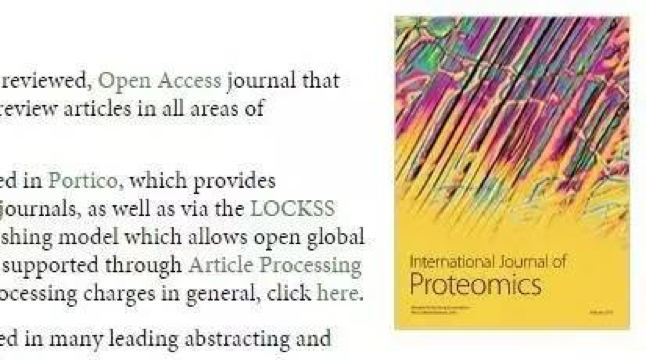 reviewed, Open Access journal that
review articles in all areas of
ed in Portico, which provides
journals, as well as via the LOCKSS
shing model which allows open global
supported through Article Processing
ocessing charges in general, click here.
ed in many leading abstracting and
International Journal of
Proteomics